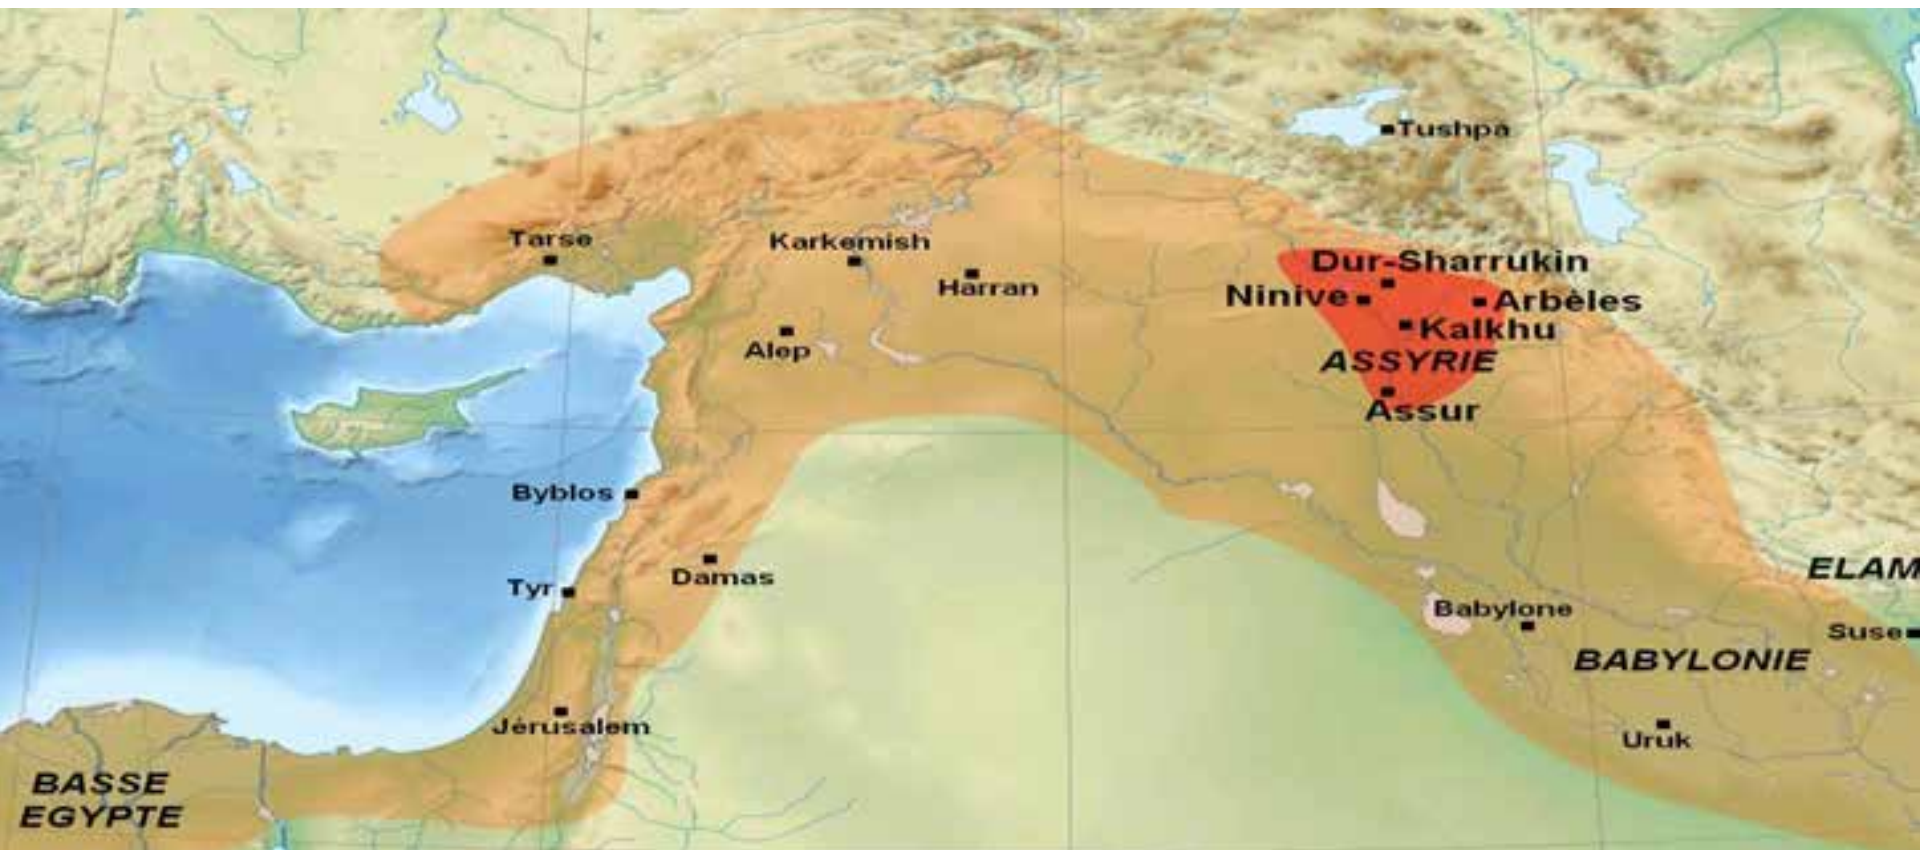 Tushpa
Tarse
Karkemish
Dur-Sharrukin
Harran
Ninive
Arbèles
Kalkhu
Alep
ASSYRIE
Assur
Byblos
ELAM
Damas
Tyr
Babylone
Suse
BABYLONIE
Jérusalem
Uruk
BASSE
EGYPTE